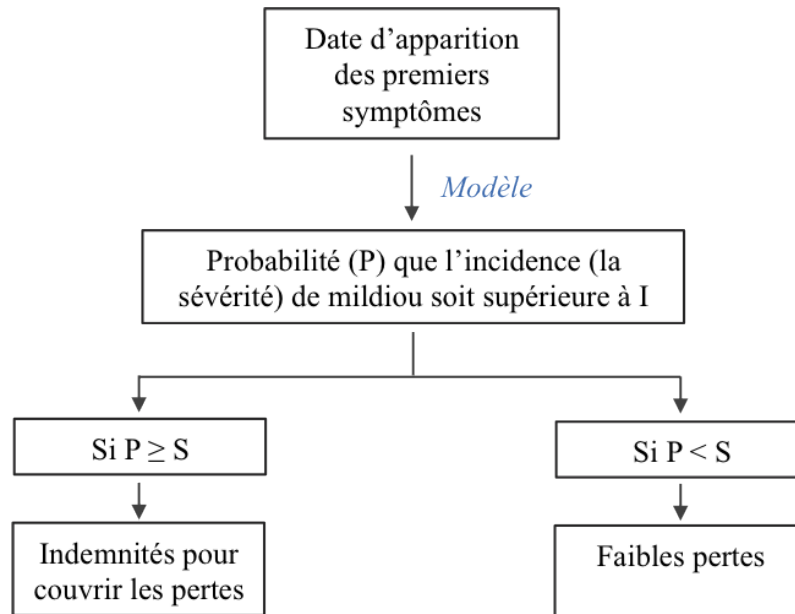 Date d’apparition
des premiers
symptômes
Modèle
Probabilité (P) que l’incidence (la
sévérité) de mildiou soit supérieure à I
Si P ≥ S
Si P < S
Indemnités pour
couvrir les pertes
Faibles pertes